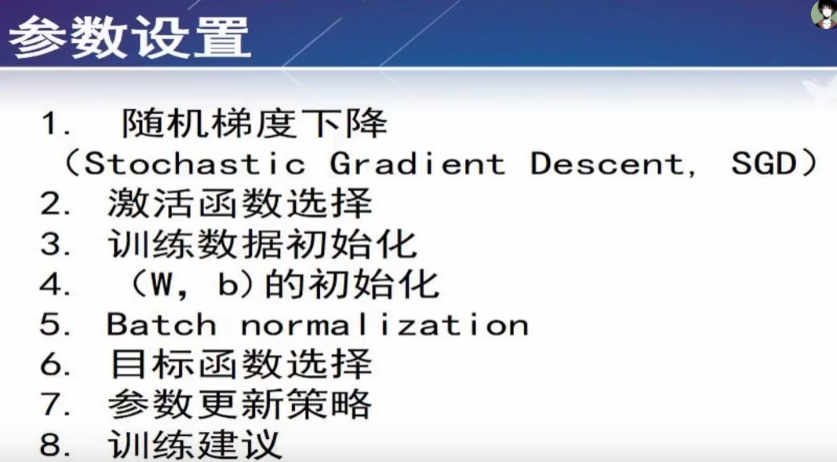 参数设置
1. 随机梯度下降
（Stochastic Gradient Descent, SGD）
2. 激活函数选择
3. 训练数据初始化
4. （W, b)的初始化
5. Batch normalization
6. 目标函数选择
7. 参数更新策略
8. 训练建议